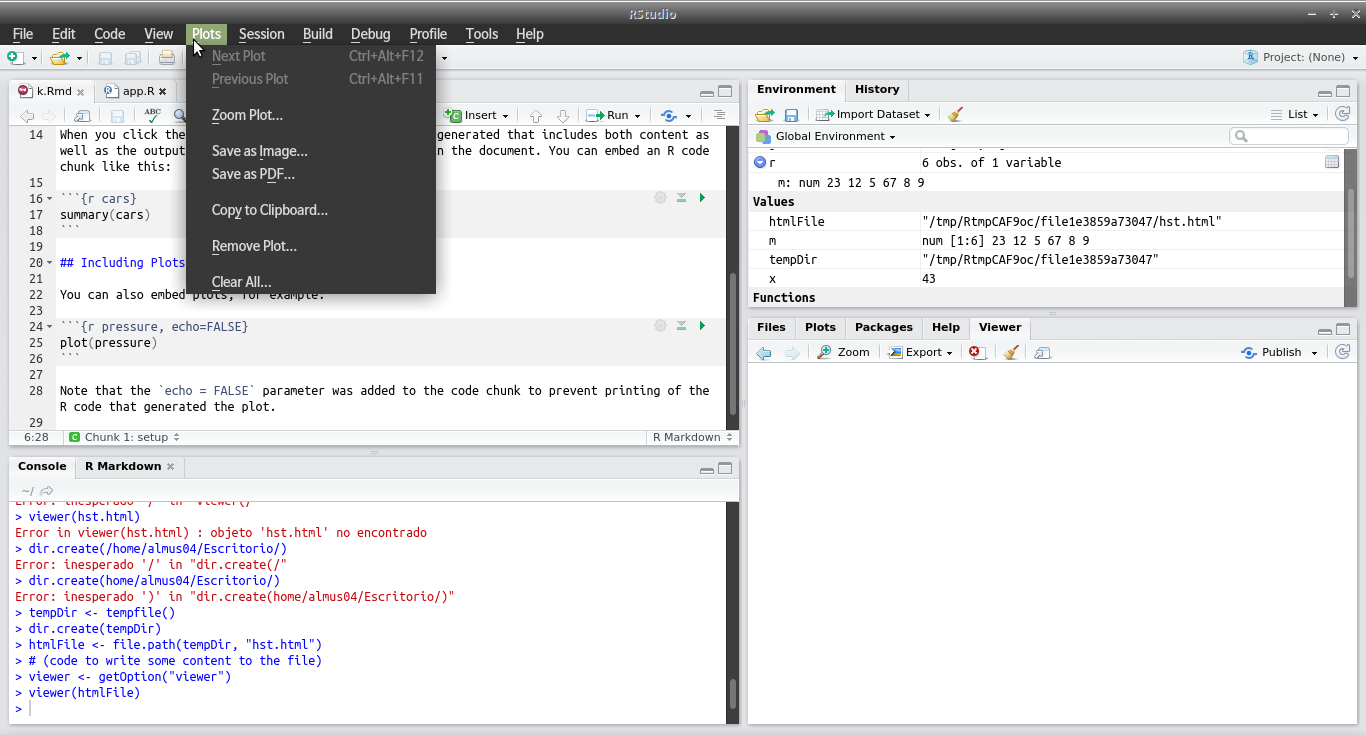 RStudio
File Edit Code View Plots Session Build Debug Profile Tools Help
Project: (None)
Next Plot Ctrl+Alt+F12
Previous Plot Ctrl+Alt+F11
Zoom Plot...
Save as Image...
Save as PDF...
Copy to Clipboard...
Remove Plot...
Clear All...
k.Rmd app.R
ABC Insert Run
14 When you click the generated that includes both content as
well as the output n the document. You can embed an R code
chunk like this:
15
16 ```{r cars}
17 summary(cars)
18 ```
19
20 ## Including Plots
21
22 You can also embed plots, for example:
23
24 ```{r pressure, echo=FALSE}
25 plot(pressure)
26 ```
27
28 Note that the `echo = FALSE` parameter was added to the code chunk to prevent printing of the
R code that generated the plot.
29
6:28 C Chunk 1: setup R Markdown
Console R Markdown
~/
Error: inesperado '/' in "viewer(/"
> viewer(hst.html)
Error in viewer(hst.html) : objeto 'hst.html' no encontrado
> dir.create(/home/almus04/Escritorio/)
Error: inesperado '/' in "dir.create(/"
> dir.create(home/almus04/Escritorio/)
Error: inesperado ')' in "dir.create(home/almus04/Escritorio/)"
> tempDir <- tempfile()
> dir.create(tempDir)
> htmlFile <- file.path(tempDir, "hst.html")
> # (code to write some content to the file)
> viewer <- getOption("viewer")
> viewer(htmlFile)
>
Environment History
Import Dataset List
Global Environment
r 6 obs. of 1 variable
m: num 23 12 5 67 8 9
Values
htmlFile "/tmp/RtmpCAF9oc/file1e3859a73047/hst.html"
m num [1:6] 23 12 5 67 8 9
tempDir "/tmp/RtmpCAF9oc/file1e3859a73047"
x 43
Functions
Files Plots Packages Help Viewer
Zoom Export Publish